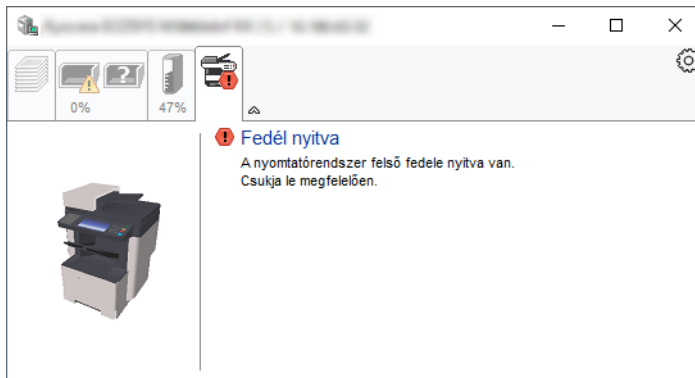 0%
47%
Fedél nyitva
A nyomtatórendszer felső fedele nyitva van.
Csukja le megfelelően.